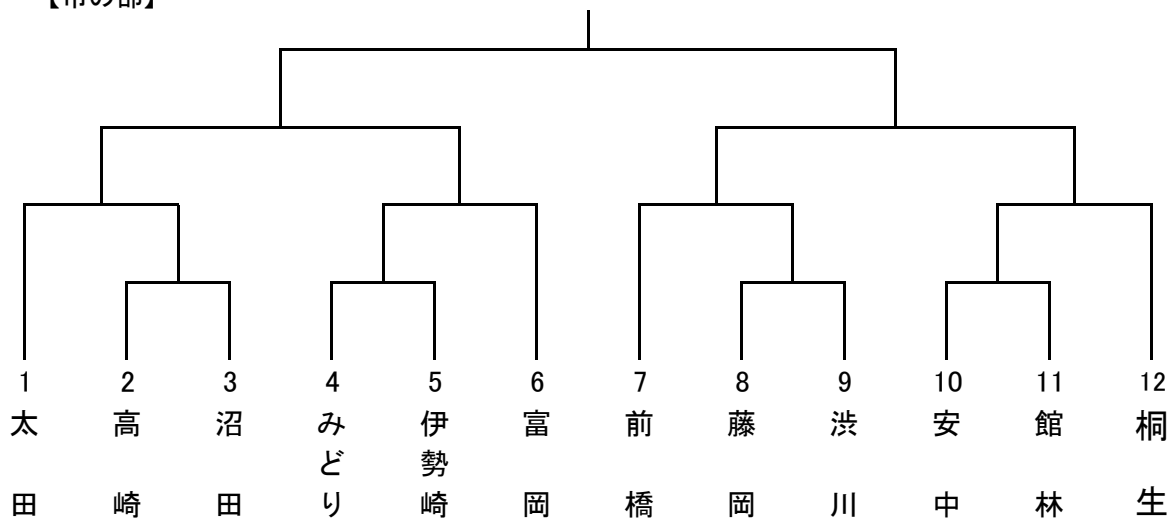 【市の部】
1 2 3 4 5 6 7 8 9 10 11 12
太田
高崎
沼田
みどり
伊勢崎
富岡
前橋
藤岡
渋川
安中
館林
桐生